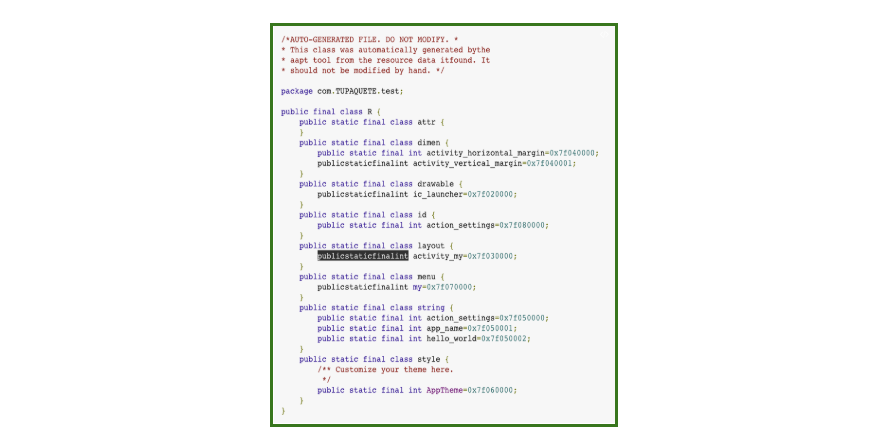 /*AUTO-GENERATED FILE. DO NOT MODIFY. *
* This class was automatically generated bythe
* aapt tool from the resource data itfound. It
* should not be modified by hand. */
package com.TUPAQUETE.test;
public final class R {
public static final class attr {
}
public static final class dimen {
public static final int activity_horizontal_margin=0x7f040000;
publicstaticfinalint activity_vertical_margin=0x7f040001;
}
public static final class drawable {
publicstaticfinalint ic_launcher=0x7f020000;
}
public static final class id {
public static final int action_settings=0x7f080000;
}
public static final class layout {
publicstaticfinalint activity_my=0x7f030000;
}
public static final class menu {
publicstaticfinalint my=0x7f070000;
}
public static final class string {
public static final int action_settings=0x7f050000;
public static final int app_name=0x7f050001;
public static final int hello_world=0x7f050002;
}
public static final class style {
/** Customize your theme here.
*/
public static final int AppTheme=0x7f060000;
}
}